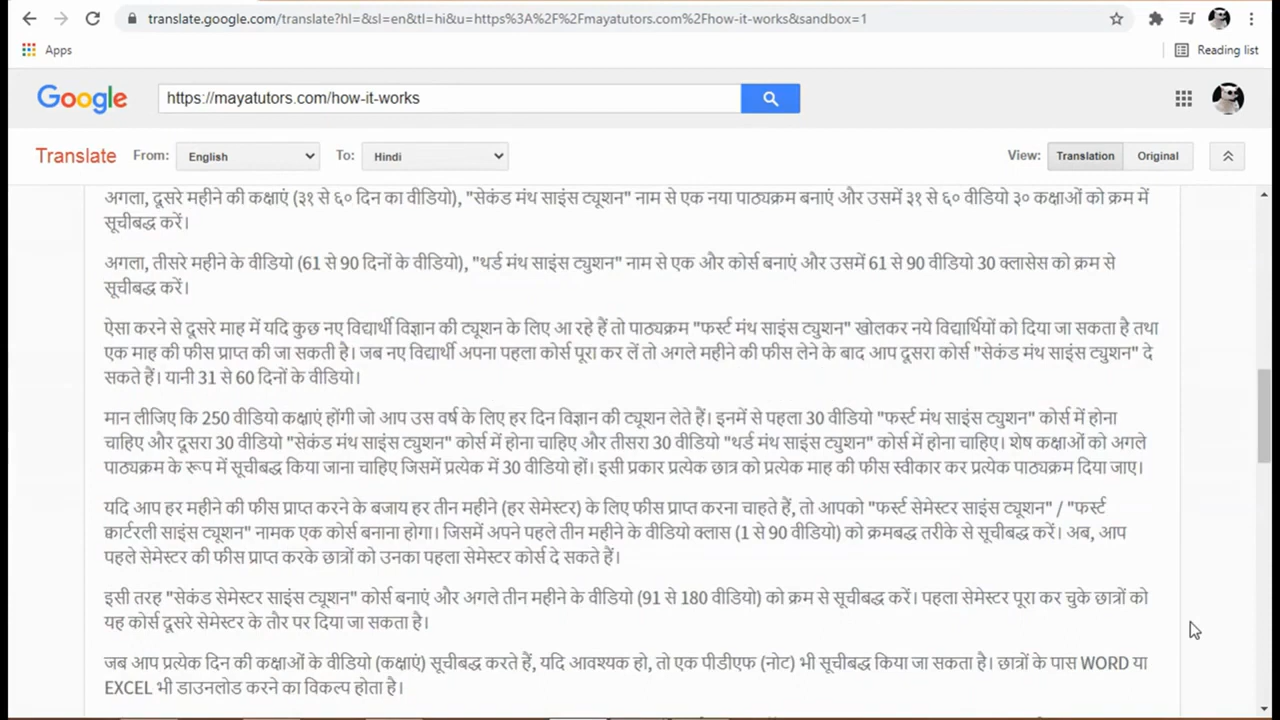 translate.google.com/translate?hl=&sl=en&tl=hi&u=https%3A%2F%2Fmayatutors.com%2Fhow-it-works&sandbox=1
Apps
Reading list
Google
https://mayatutors.com/how-it-works
Translate From: English To: Hindi View: Translation Original
अगला, दूसरे महीने की कक्षाएं (३१ से ६० दिन का वीडियो), "सेकंड मंथ साइंस ट्यूशन" नाम से एक नया पाठ्यक्रम बनाएं और उसमें ३१ से ६० वीडियो ३० कक्षाओं को क्रम में
सूचीबद्ध करें।
अगला, तीसरे महीने के वीडियो (61 से 90 दिनों के वीडियो), "थर्ड मंथ साइंस ट्युशन" नाम से एक और कोर्स बनाएं और उसमें 61 से 90 वीडियो 30 क्लासेस को क्रम से
सूचीबद्ध करें।
ऐसा करने से दूसरे माह में यदि कुछ नए विद्यार्थी विज्ञान की ट्यूशन के लिए आ रहे हैं तो पाठ्यक्रम "फर्स्ट मंथ साइंस ट्युशन" खोलकर नये विद्यार्थियों को दिया जा सकता है तथा
एक माह की फीस प्राप्त की जा सकती है। जब नए विद्यार्थी अपना पहला कोर्स पूरा कर लें तो अगले महीने की फीस लेने के बाद आप दूसरा कोर्स "सेकंड मंथ साइंस ट्युशन" दे
सकते हैं। यानी 31 से 60 दिनों के वीडियो।
मान लीजिए कि 250 वीडियो कक्षाएं होंगी जो आप उस वर्ष के लिए हर दिन विज्ञान की ट्यूशन लेते हैं। इनमें से पहला 30 वीडियो "फर्स्ट मंथ साइंस ट्युशन" कोर्स में होना
चाहिए और दूसरा 30 वीडियो "सेकंड मंथ साइंस ट्युशन" कोर्स में होना चाहिए और तीसरा 30 वीडियो "थर्ड मंथ साइंस ट्युशन" कोर्स में होना चाहिए। शेष कक्षाओं को अगले
पाठ्यक्रम के रूप में सूचीबद्ध किया जाना चाहिए जिसमें प्रत्येक में 30 वीडियो हों। इसी प्रकार प्रत्येक छात्र को प्रत्येक माह की फीस स्वीकार कर प्रत्येक पाठ्यक्रम दिया जाए।
यदि आप हर महीने की फीस प्राप्त करने के बजाय हर तीन महीने (हर सेमेस्टर) के लिए फीस प्राप्त करना चाहते हैं, तो आपको "फर्स्ट सेमेस्टर साइंस ट्यूशन" / "फर्स्ट
क्वार्टरली साइंस ट्यूशन" नामक एक कोर्स बनाना होगा। जिसमें अपने पहले तीन महीने के वीडियो क्लास (1 से 90 वीडियो) को क्रमबद्ध तरीके से सूचीबद्ध करें। अब, आप
पहले सेमेस्टर की फीस प्राप्त करके छात्रों को उनका पहला सेमेस्टर कोर्स दे सकते हैं।
इसी तरह "सेकंड सेमेस्टर साइंस ट्यूशन" कोर्स बनाएं और अगले तीन महीने के वीडियो (91 से 180 वीडियो) को क्रम से सूचीबद्ध करें। पहला सेमेस्टर पूरा कर चुके छात्रों को
यह कोर्स दूसरे सेमेस्टर के तौर पर दिया जा सकता है।
जब आप प्रत्येक दिन की कक्षाओं के वीडियो (कक्षाएं) सूचीबद्ध करते हैं, यदि आवश्यक हो, तो एक पीडीएफ (नोट) भी सूचीबद्ध किया जा सकता है। छात्रों के पास WORD या
EXCEL भी डाउनलोड करने का विकल्प होता है।